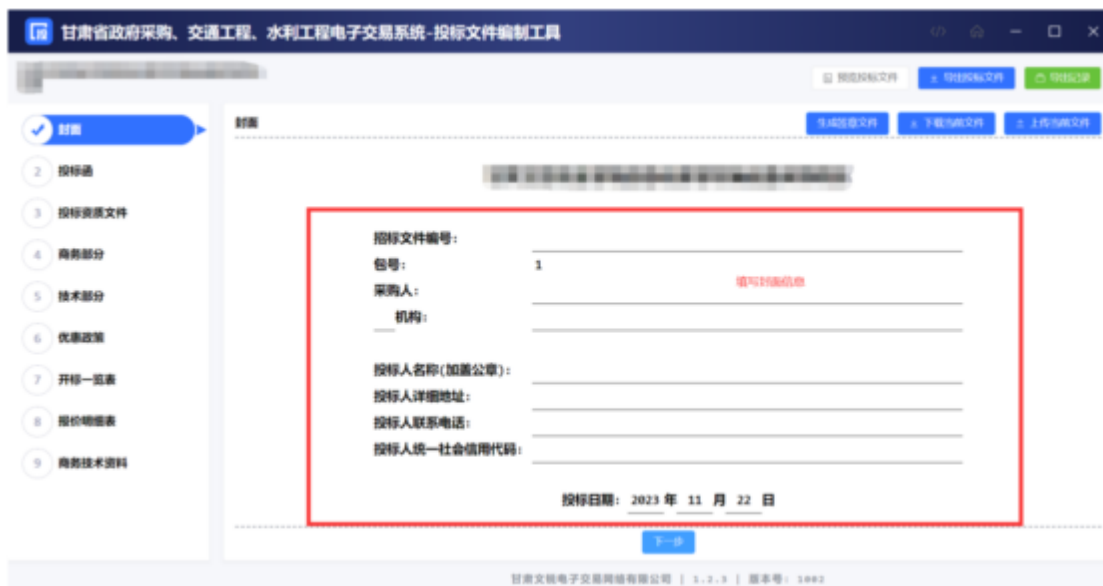 甘肃省政府采购、交通工程、水利工程电子交易系统-投标文件编制工具
预览投标文件 导出投标文件 导出记录
封面
封面 生成签章文件 下载当前文件 上传当前文件
2 投标函
3 投标资质文件
4 商务部分
5 技术部分
6 优惠政策
7 开标一览表
8 报价明细表
9 商务技术资料
招标文件编号：
包号： 1
填写封面信息
采购人：
机构：
投标人名称(加盖公章)：
投标人详细地址：
投标人联系电话：
投标人统一社会信用代码：
投标日期： 2023 年 11 月 22 日
下一步
甘肃文锐电子交易网络有限公司 | 1.2.3 | 版本号： 1002